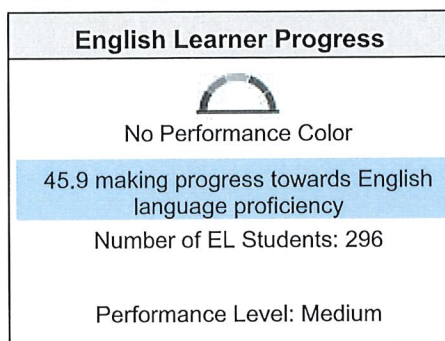 English Learner Progress
No Performance Color
45.9 making progress towards English
language proficiency
Number of EL Students: 296
Performance Level: Medium